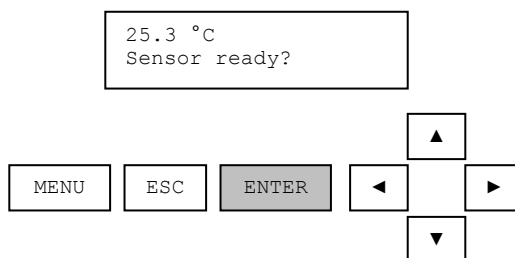 25.3 °C
Sensor ready?
▲
MENU ESC ENTER ◄ ►
▼